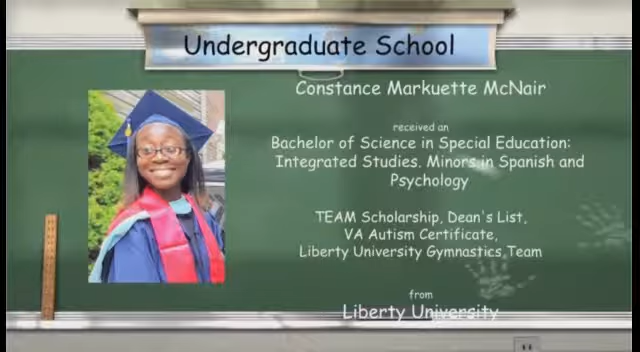 Undergraduate School
Constance Markuette McNair
received an
Bachelor of Science in Special Education:
Integrated Studies. Minors in Spanish and
Psychology
TEAM Scholarship, Dean's List,
VA Autism Certificate,
Liberty University Gymnastics Team
from
Liberty University